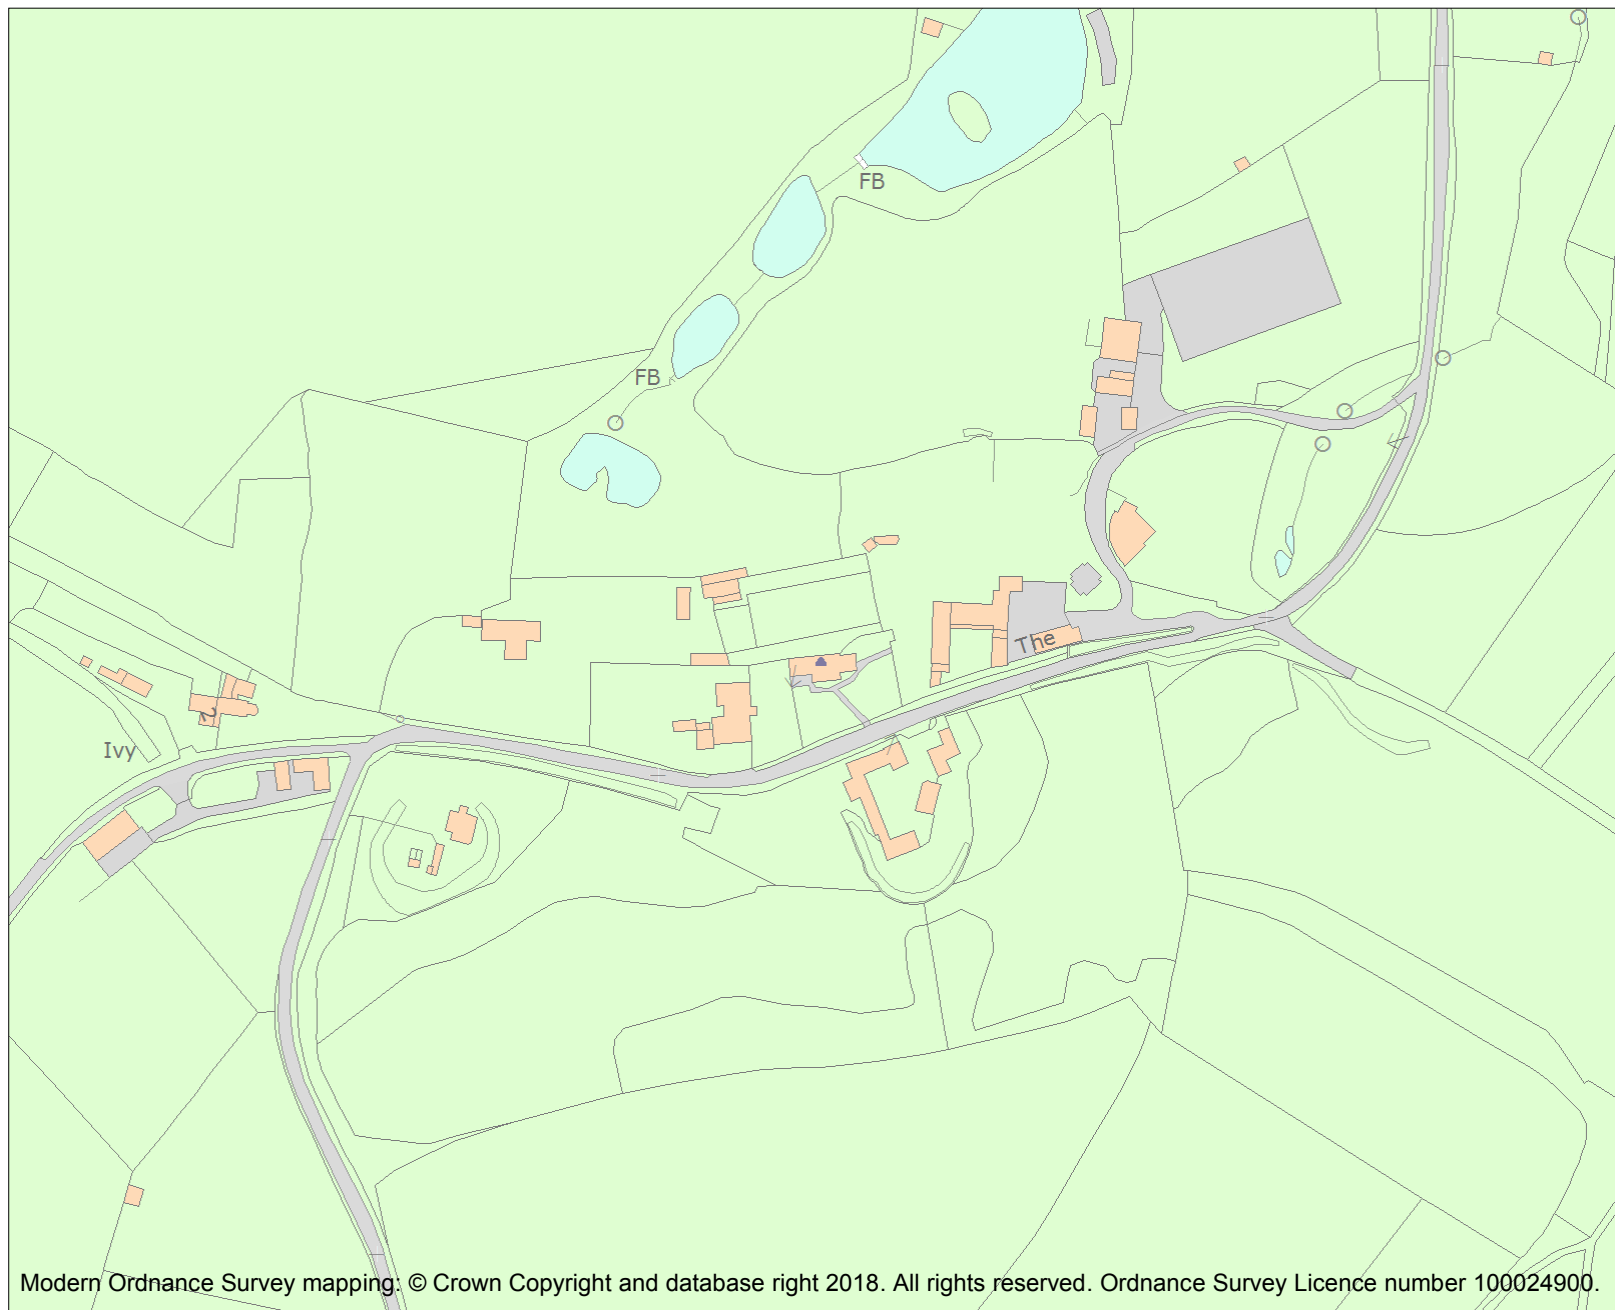 FB
FB
The
2
Ivy
Modern Ordnance Survey mapping: © Crown Copyright and database right 2018. All rights reserved. Ordnance Survey Licence number 100024900.